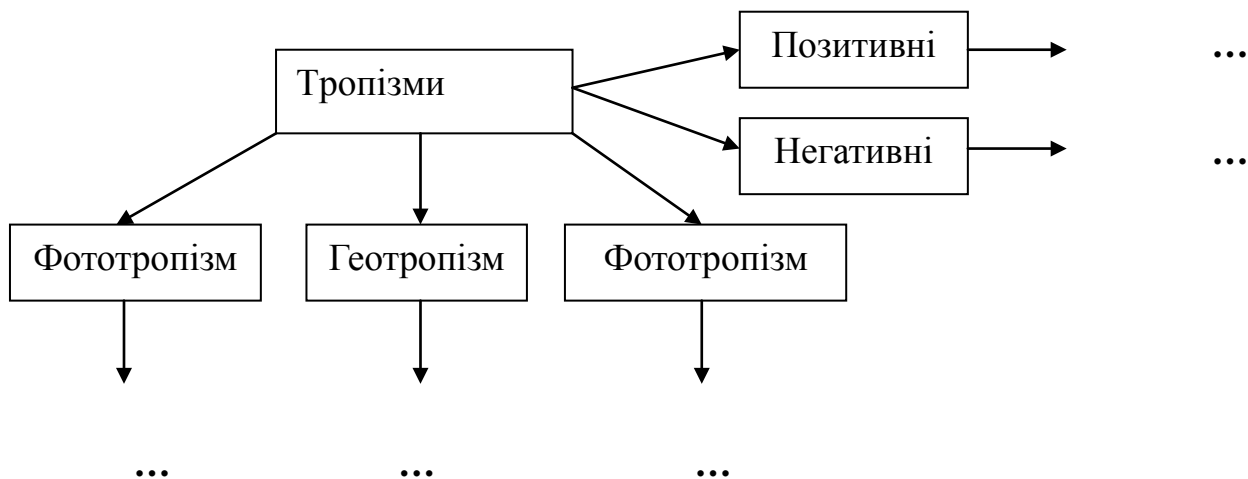 Позитивні ...
Тропізми
Негативні ...
Фототропізм Геотропізм Фототропізм
... ... ...